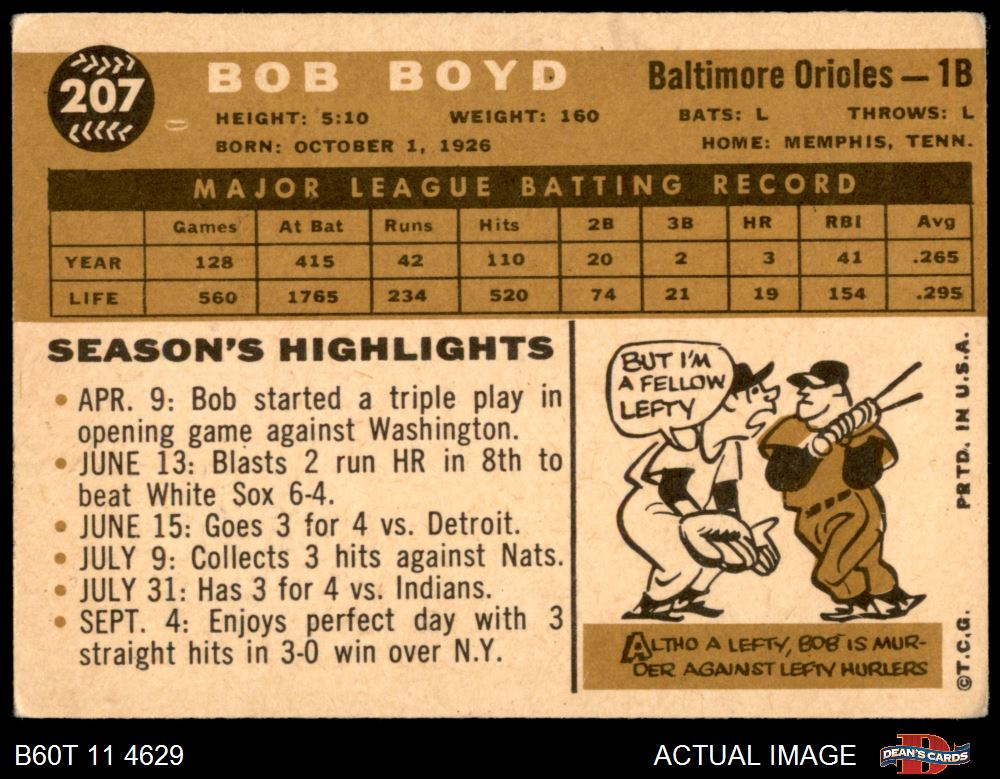 207
BOB BOYD
Baltimore Orioles — 1B
HEIGHT: 5:10 WEIGHT: 160 BATS: L THROWS: L
BORN: OCTOBER 1, 1926 HOME: MEMPHIS, TENN.
MAJOR LEAGUE BATTING RECORD
Games At Bat Runs Hits 2B 3B HR RBI Avg
YEAR 128 415 42 110 20 2 3 41 .265
LIFE 560 1765 234 520 74 21 19 154 .295
SEASON'S HIGHLIGHTS
• APR. 9: Bob started a triple play in
opening game against Washington.
• JUNE 13: Blasts 2 run HR in 8th to
beat White Sox 6-4.
• JUNE 15: Goes 3 for 4 vs. Detroit.
• JULY 9: Collects 3 hits against Nats.
• JULY 31: Has 3 for 4 vs. Indians.
• SEPT. 4: Enjoys perfect day with 3
straight hits in 3-0 win over N.Y.
BUT I'M
A FELLOW
LEFTY
ALTHO A LEFTY, BOB IS MUR-
DER AGAINST LEFTY HURLERS
©T.C.G. PRTD. IN U.S.A.
B60T 11 4629
ACTUAL IMAGE
DEAN'S CARDS